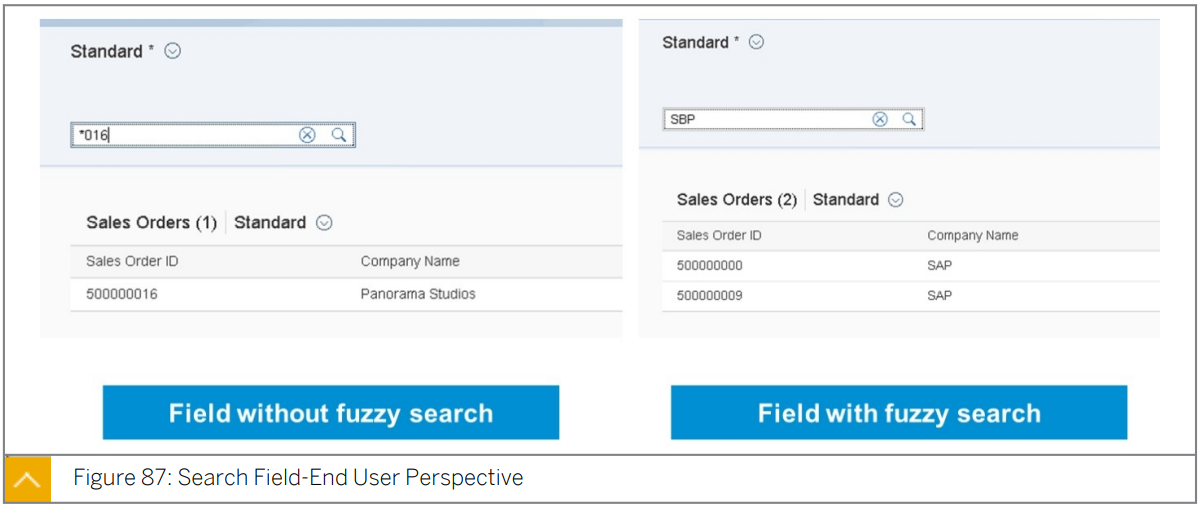 Standard *
*016
Sales Orders (1) Standard
Sales Order ID Company Name
500000016 Panorama Studios
Field without fuzzy search
Standard *
SBP
Sales Orders (2) Standard
Sales Order ID Company Name
500000000 SAP
500000009 SAP
Field with fuzzy search
Figure 87: Search Field-End User Perspective